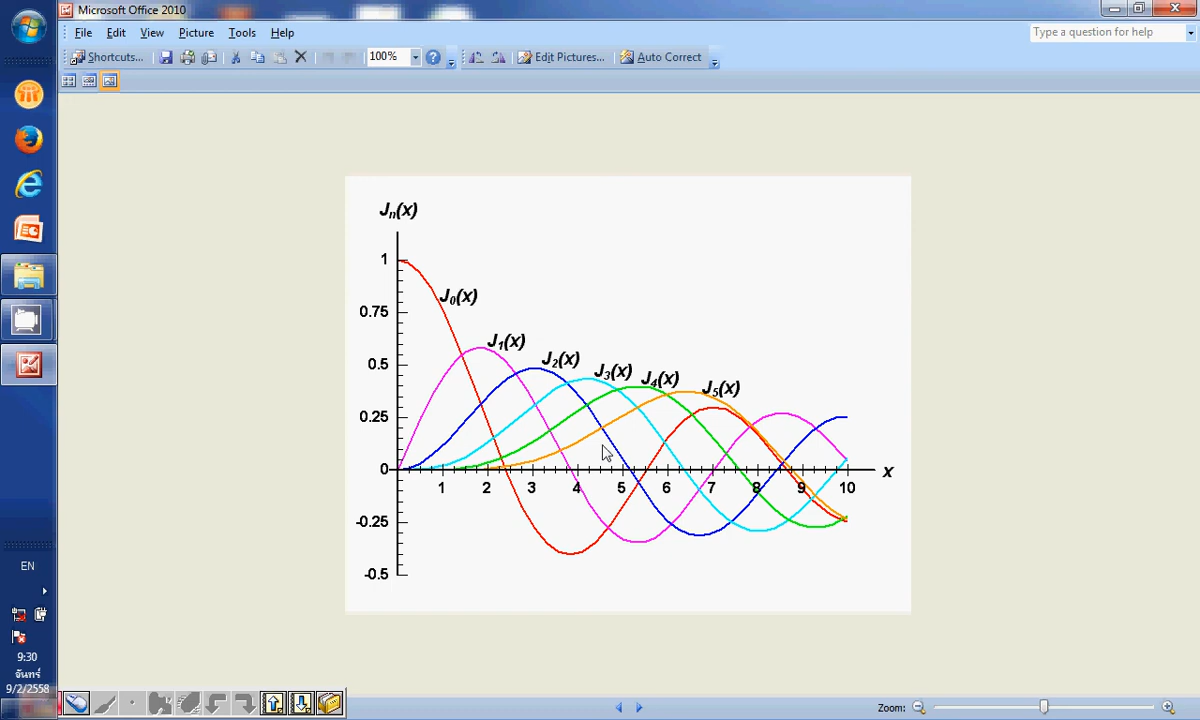 Microsoft Office 2010
File Edit View Picture Tools Help
Type a question for help
Shortcuts... 100% Edit Pictures... Auto Correct
Jn(x)
1
J0(x)
0.75
J1(x)
J2(x)
0.5
J3(x)
J4(x)
J5(x)
0.25
0
x
1 2 3 4 5 6 7 8 9 10
-0.25
-0.5
EN
9:30
จันทร์
9/2/2558
Zoom: